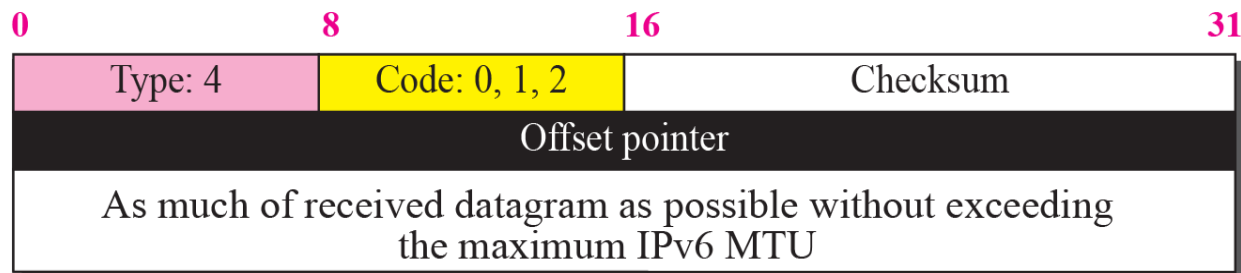 0 8 16 31
Type: 4 Code: 0, 1, 2 Checksum
Offset pointer
As much of received datagram as possible without exceeding
the maximum IPv6 MTU